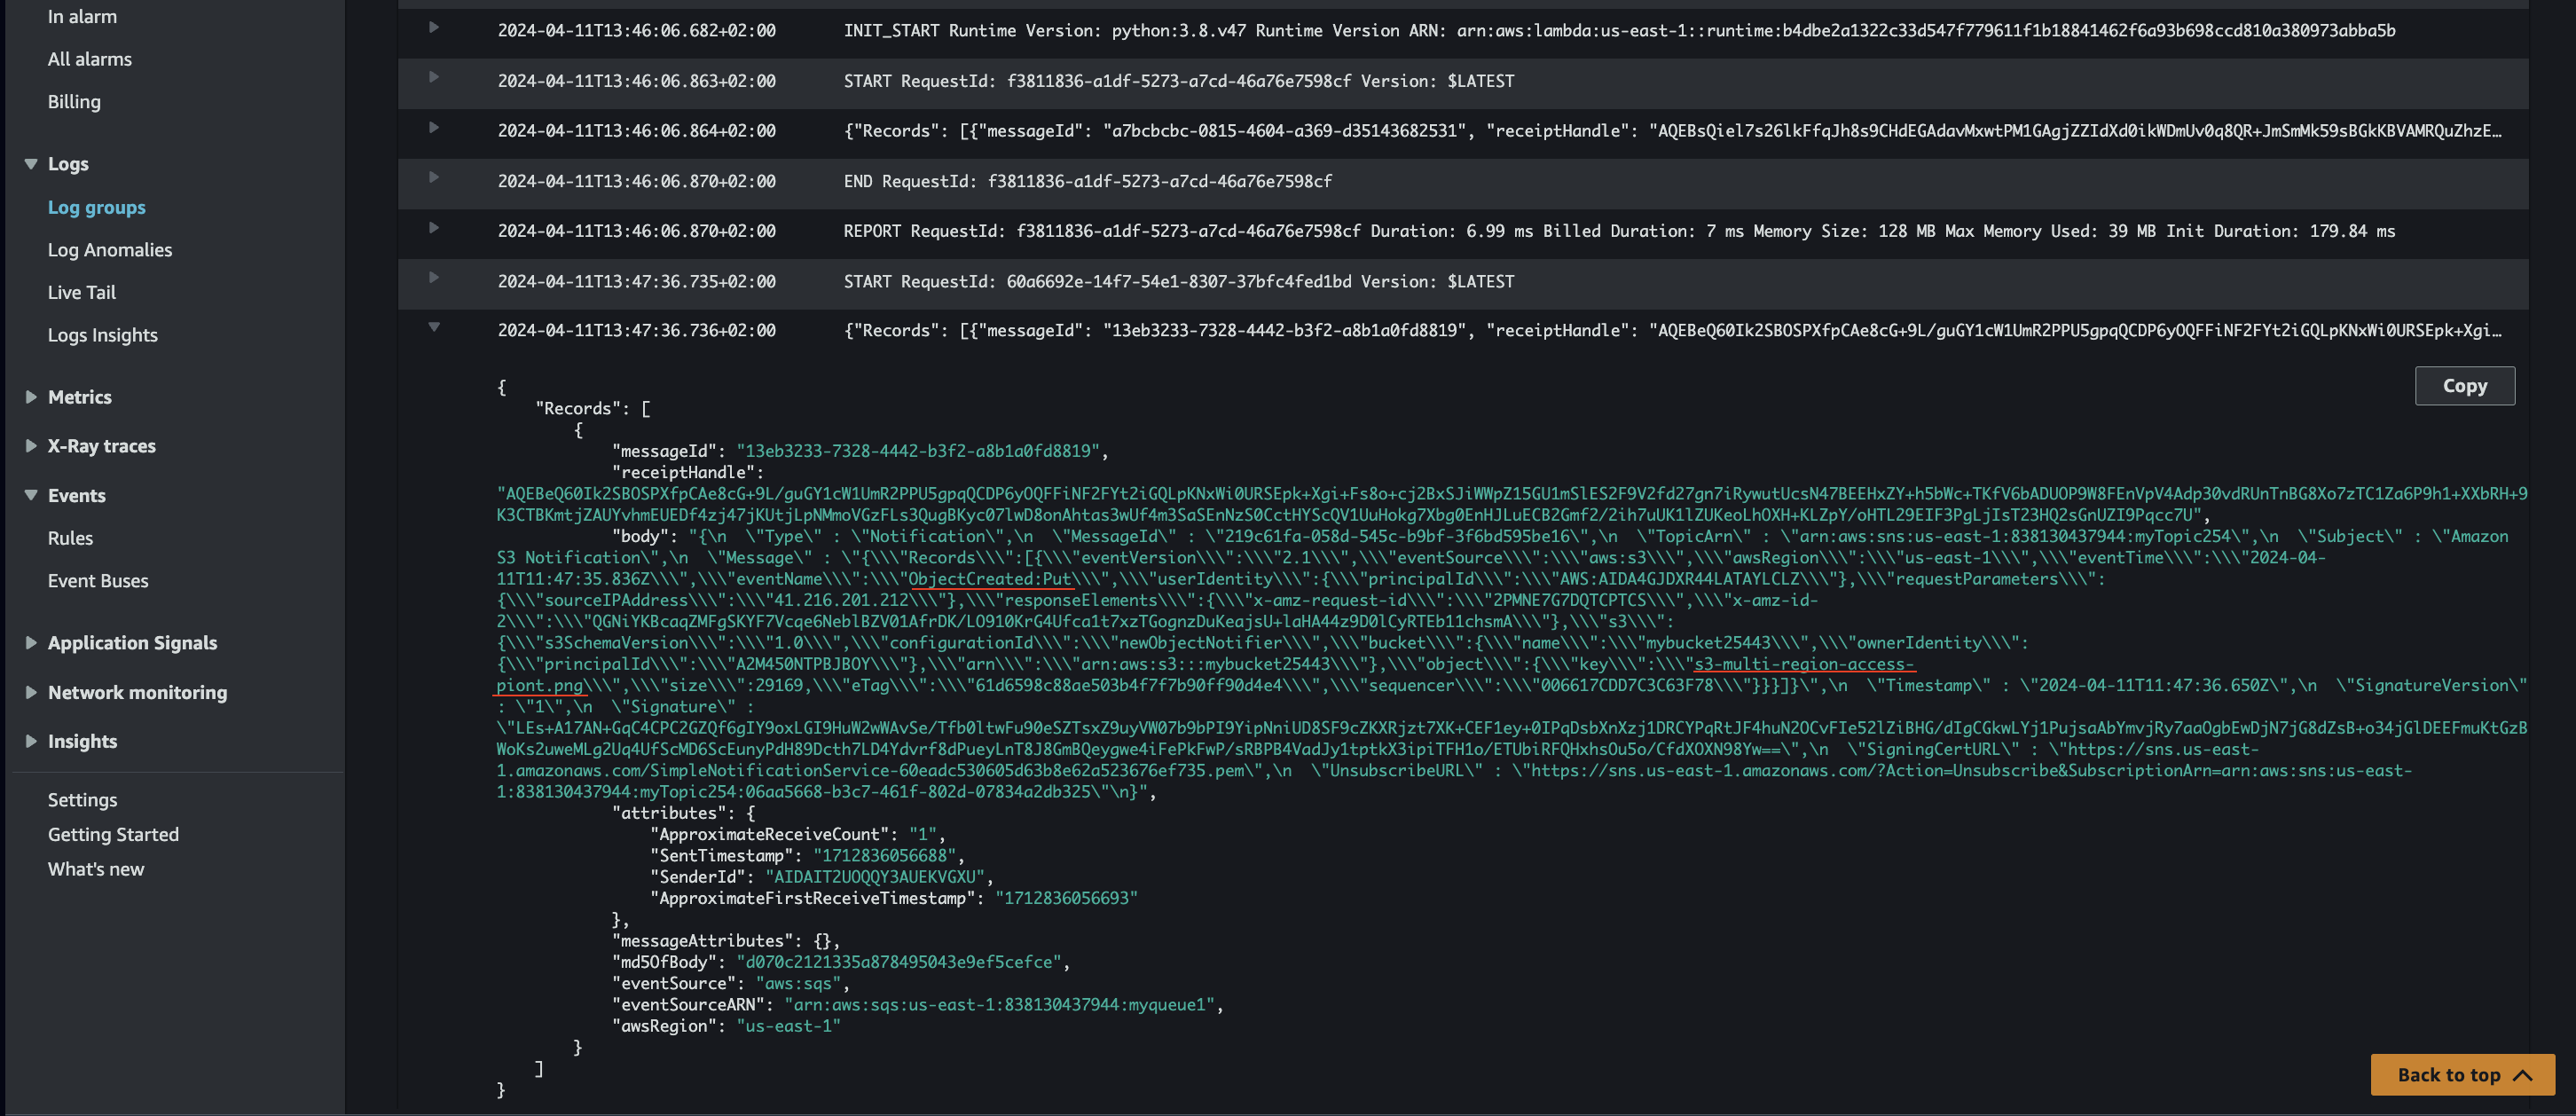 In alarm
All alarms
Billing
Logs
Log groups
Log Anomalies
Live Tail
Logs Insights
Metrics
X-Ray traces
Events
Rules
Event Buses
Application Signals
Network monitoring
Insights
Settings
Getting Started
What's new
2024-04-11T13:46:06.682+02:00 INIT_START Runtime Version: python:3.8.v47 Runtime Version ARN: arn:aws:lambda:us-east-1::runtime:b4dbe2a1322c33d547f779611f1b18841462f6a93b698ccd810a380973abba5b
2024-04-11T13:46:06.863+02:00 START RequestId: f3811836-a1df-5273-a7cd-46a76e7598cf Version: $LATEST
2024-04-11T13:46:06.864+02:00 {"Records": [{"messageId": "a7bcbcbc-0815-4604-a369-d35143682531", "receiptHandle": "AQEBsQiel7s26lkFfqJh8s9CHdEGAdavMxwtPM1GAgjZZIdXd0ikWDmUv0q8QR+JmSmMk59sBGkKBVAMRQuZhzE…
2024-04-11T13:46:06.870+02:00 END RequestId: f3811836-a1df-5273-a7cd-46a76e7598cf
2024-04-11T13:46:06.870+02:00 REPORT RequestId: f3811836-a1df-5273-a7cd-46a76e7598cf Duration: 6.99 ms Billed Duration: 7 ms Memory Size: 128 MB Max Memory Used: 39 MB Init Duration: 179.84 ms
2024-04-11T13:47:36.735+02:00 START RequestId: 60a6692e-14f7-54e1-8307-37bfc4fed1bd Version: $LATEST
2024-04-11T13:47:36.736+02:00 {"Records": [{"messageId": "13eb3233-7328-4442-b3f2-a8b1a0fd8819", "receiptHandle": "AQEBeQ60Ik2SBOSPXfpCAe8cG+9L/guGY1cW1UmR2PPU5gpqQCDP6yOQFFiNF2FYt2iGQLpKNxWi0URSEpk+Xgi…
Copy
{
"Records": [
{
"messageId": "13eb3233-7328-4442-b3f2-a8b1a0fd8819",
"receiptHandle":
"AQEBeQ60Ik2SBOSPXfpCAe8cG+9L/guGY1cW1UmR2PPU5gpqQCDP6yOQFFiNF2FYt2iGQLpKNxWi0URSEpk+Xgi+Fs8o+cj2BxSJiWWpZ15GU1mSlES2F9V2fd27gn7iRywutUcsN47BEEHxZY+h5bWc+TKfV6bADUOP9W8FEnVpV4Adp30vdRUnTnBG8Xo7zTC1Za6P9h1+XXbRH+9
K3CTBKmtjZAUYvhmEUEDf4zj47jKUtjLpNMmoVGzFLs3QugBKyc07lwD8onAhtas3wUf4m3SaSEnNzS0CctHYScQV1UuHokg7Xbg0EnHJLuECB2Gmf2/2ih7uUK1lZUKeoLhOXH+KLZpY/oHTL29EIF3PgLjIsT23HQ2sGnUZI9Pqcc7U",
"body": "{\n  \"Type\" : \"Notification\",\n  \"MessageId\" : \"219c61fa-058d-545c-b9bf-3f6bd595be16\",\n  \"TopicArn\" : \"arn:aws:sns:us-east-1:838130437944:myTopic254\",\n  \"Subject\" : \"Amazon
S3 Notification\",\n  \"Message\" : \"{\\\"Records\\\":[{\\\"eventVersion\\\":\\\"2.1\\\",\\\"eventSource\\\":\\\"aws:s3\\\",\\\"awsRegion\\\":\\\"us-east-1\\\",\\\"eventTime\\\":\\\"2024-04-
11T11:47:35.836Z\\\",\\\"eventName\\\":\\\"ObjectCreated:Put\\\",\\\"userIdentity\\\":{\\\"principalId\\\":\\\"AWS:AIDA4GJDXR44LATAYLCLZ\\\"},\\\"requestParameters\\\":
{\\\"sourceIPAddress\\\":\\\"41.216.201.212\\\"},\\\"responseElements\\\":{\\\"x-amz-request-id\\\":\\\"2PMNE7G7DQTCPTCS\\\",\\\"x-amz-id-
2\\\":\\\"QGNiYKBcaqZMFgSKYF7Vcqe6NeblBZV01AfrDK/LO910KrG4Ufca1t7xzTGognzDuKeajsU+laHA44z9D0lCyRTEb11chsmA\\\"},\\\"s3\\\":
{\\\"s3SchemaVersion\\\":\\\"1.0\\\",\\\"configurationId\\\":\\\"newObjectNotifier\\\",\\\"bucket\\\":{\\\"name\\\":\\\"mybucket25443\\\",\\\"ownerIdentity\\\":
{\\\"principalId\\\":\\\"A2M450NTPBJBOY\\\"},\\\"arn\\\":\\\"arn:aws:s3:::mybucket25443\\\"},\\\"object\\\":{\\\"key\\\":\\\"s3-multi-region-access-
piont.png\\\",\\\"size\\\":29169,\\\"eTag\\\":\\\"61d6598c88ae503b4f7f7b90ff90d4e4\\\",\\\"sequencer\\\":\\\"006617CDD7C3C63F78\\\"}}}]}\",\n  \"Timestamp\" : \"2024-04-11T11:47:36.650Z\",\n  \"SignatureVersion\"
: \"1\",\n  \"Signature\" :
\"LEs+A17AN+GqC4CPC2GZQf6gIY9oxLGI9HuW2wWAvSe/Tfb0ltwFu90eSZTsxZ9uyVW07b9bPI9YipNniUD8SF9cZKXRjzt7XK+CEF1ey+0IPqDsbXnXzj1DRCYPqRtJF4huN2OCvFIe52lZiBHG/dIgCGkwLYj1PujsaAbYmvjRy7aaOgbEwDjN7jG8dZsB+o34jGlDEEFmuKtGzB
WoKs2uweMLg2Uq4UfScMD6ScEunyPdH89Dcth7LD4Ydvrf8dPueyLnT8J8GmBQeygwe4iFePkFwP/sRBPB4VadJy1tptkX3ipiTFH1o/ETUbiRFQHxhsOu5o/CfdXOXN98Yw==\",\n  \"SigningCertURL\" : \"https://sns.us-east-
1.amazonaws.com/SimpleNotificationService-60eadc530605d63b8e62a523676ef735.pem\",\n  \"UnsubscribeURL\" : \"https://sns.us-east-1.amazonaws.com/?Action=Unsubscribe&SubscriptionArn=arn:aws:sns:us-east-
1:838130437944:myTopic254:06aa5668-b3c7-461f-802d-07834a2db325\"\n}",
"attributes": {
"ApproximateReceiveCount": "1",
"SentTimestamp": "1712836056688",
"SenderId": "AIDAIT2UOQQY3AUEKVGXU",
"ApproximateFirstReceiveTimestamp": "1712836056693"
},
"messageAttributes": {},
"md5OfBody": "d070c2121335a878495043e9ef5cefce",
"eventSource": "aws:sqs",
"eventSourceARN": "arn:aws:sqs:us-east-1:838130437944:myqueue1",
"awsRegion": "us-east-1"
}
]
}
Back to top